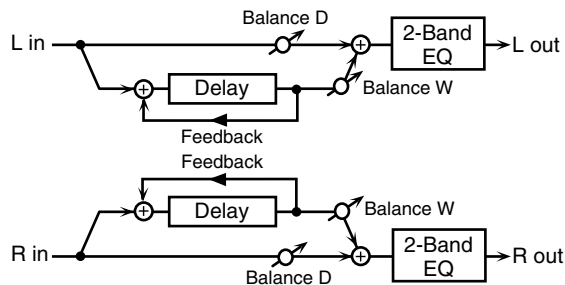 Balance D
L in
2-Band
EQ
L out
+
+
Delay
Balance W
Feedback
Feedback
+
Delay
Balance W
R in
+
2-Band
EQ
R out
Balance D